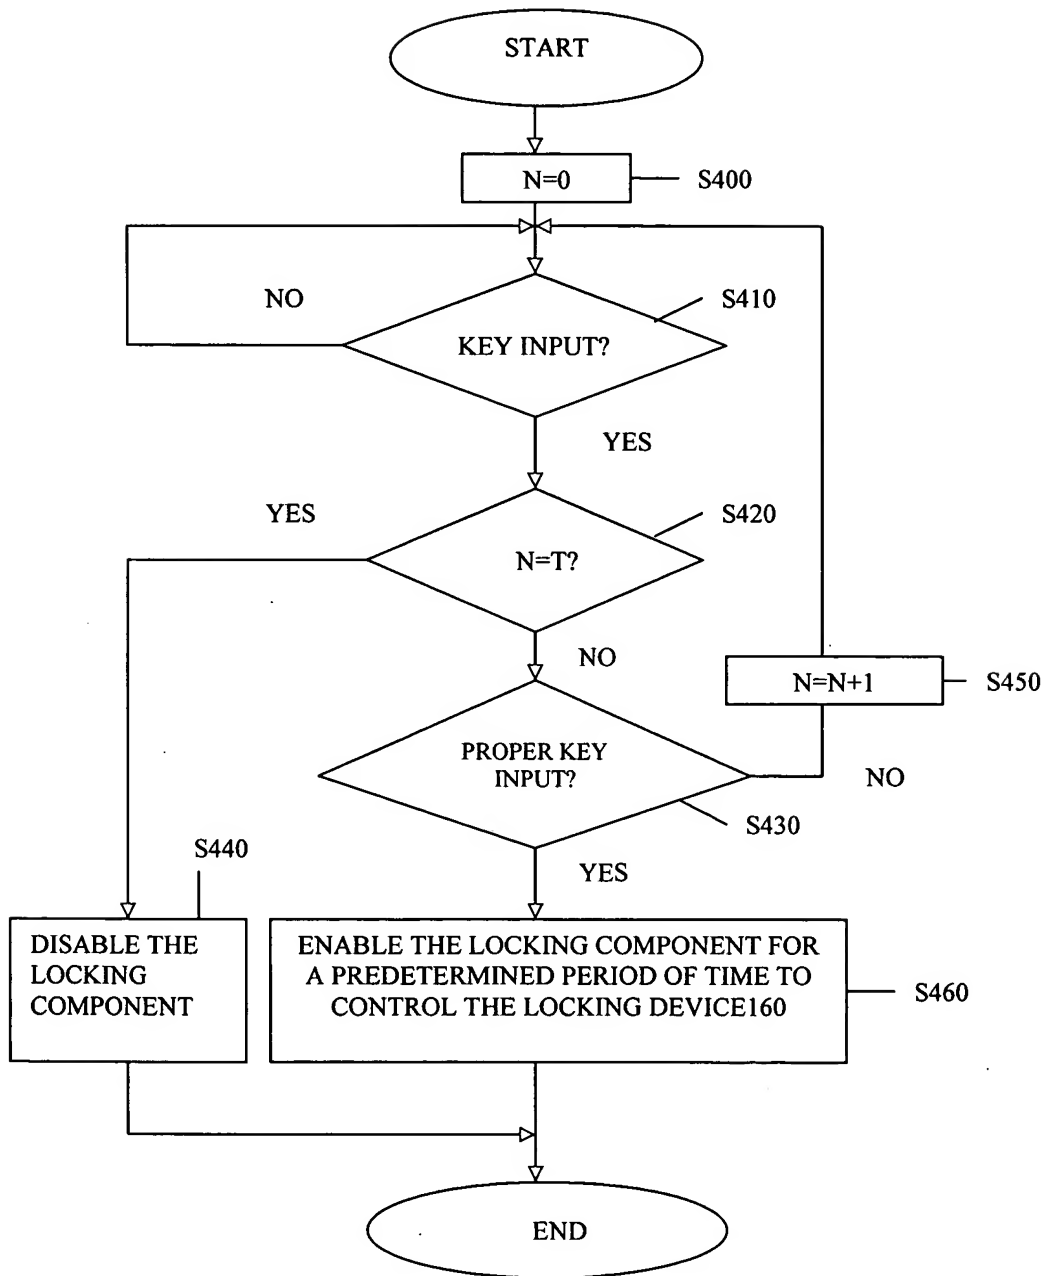 START
N=0
S400
NO
S410
KEY INPUT?
YES
YES
S420
N=T?
NO
N=N+1
S450
PROPER KEY
INPUT?
NO
S430
S440
YES
DISABLE THE
LOCKING
COMPONENT
ENABLE THE LOCKING COMPONENT FOR
A PREDETERMINED PERIOD OF TIME TO
CONTROL THE LOCKING DEVICE160
S460
END